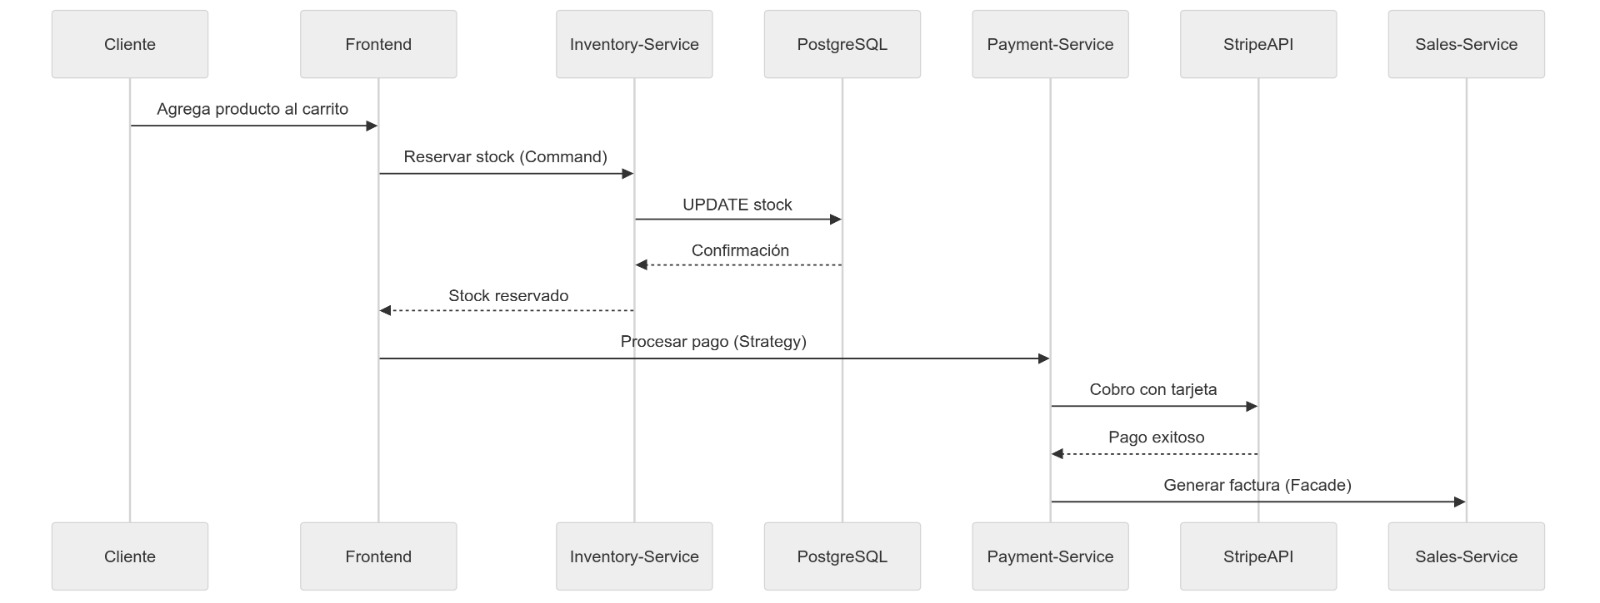 Cliente
Frontend
Inventory-Service
PostgreSQL
Payment-Service
StripeAPI
Sales-Service
Agrega producto al carrito
Reservar stock (Command)
UPDATE stock
Confirmación
Stock reservado
Procesar pago (Strategy)
Cobro con tarjeta
Pago exitoso
Generar factura (Facade)
Cliente
Frontend
Inventory-Service
PostgreSQL
Payment-Service
StripeAPI
Sales-Service